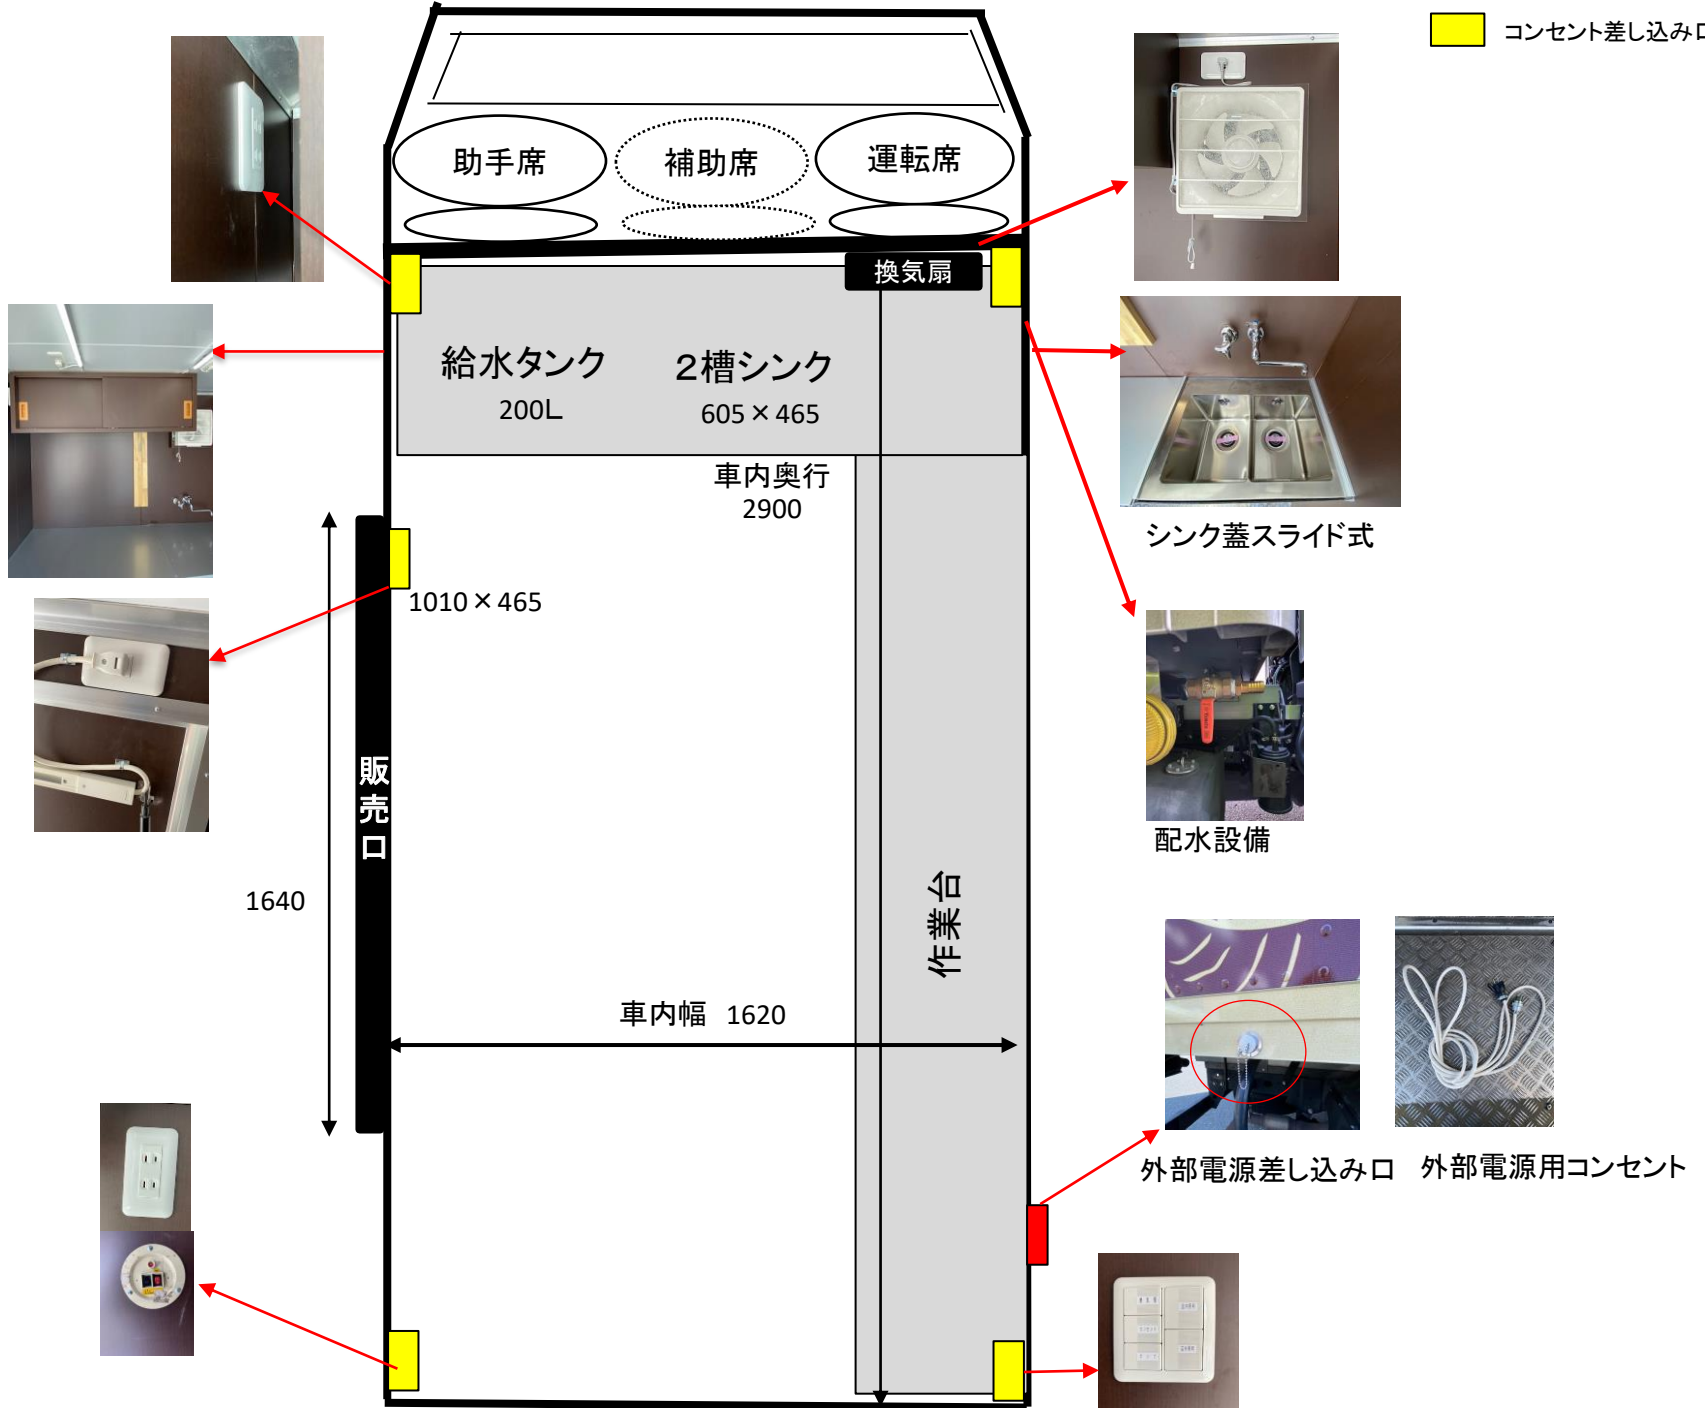 コンセント差し込み口
助手席
補助席
運転席
換気扇
給水タンク
200L
2槽シンク
605×465
車内奥行
2900
シンク蓋スライド式
1010×465
販売口
配水設備
1640
作業台
車内幅 1620
外部電源差し込み口
外部電源用コンセント